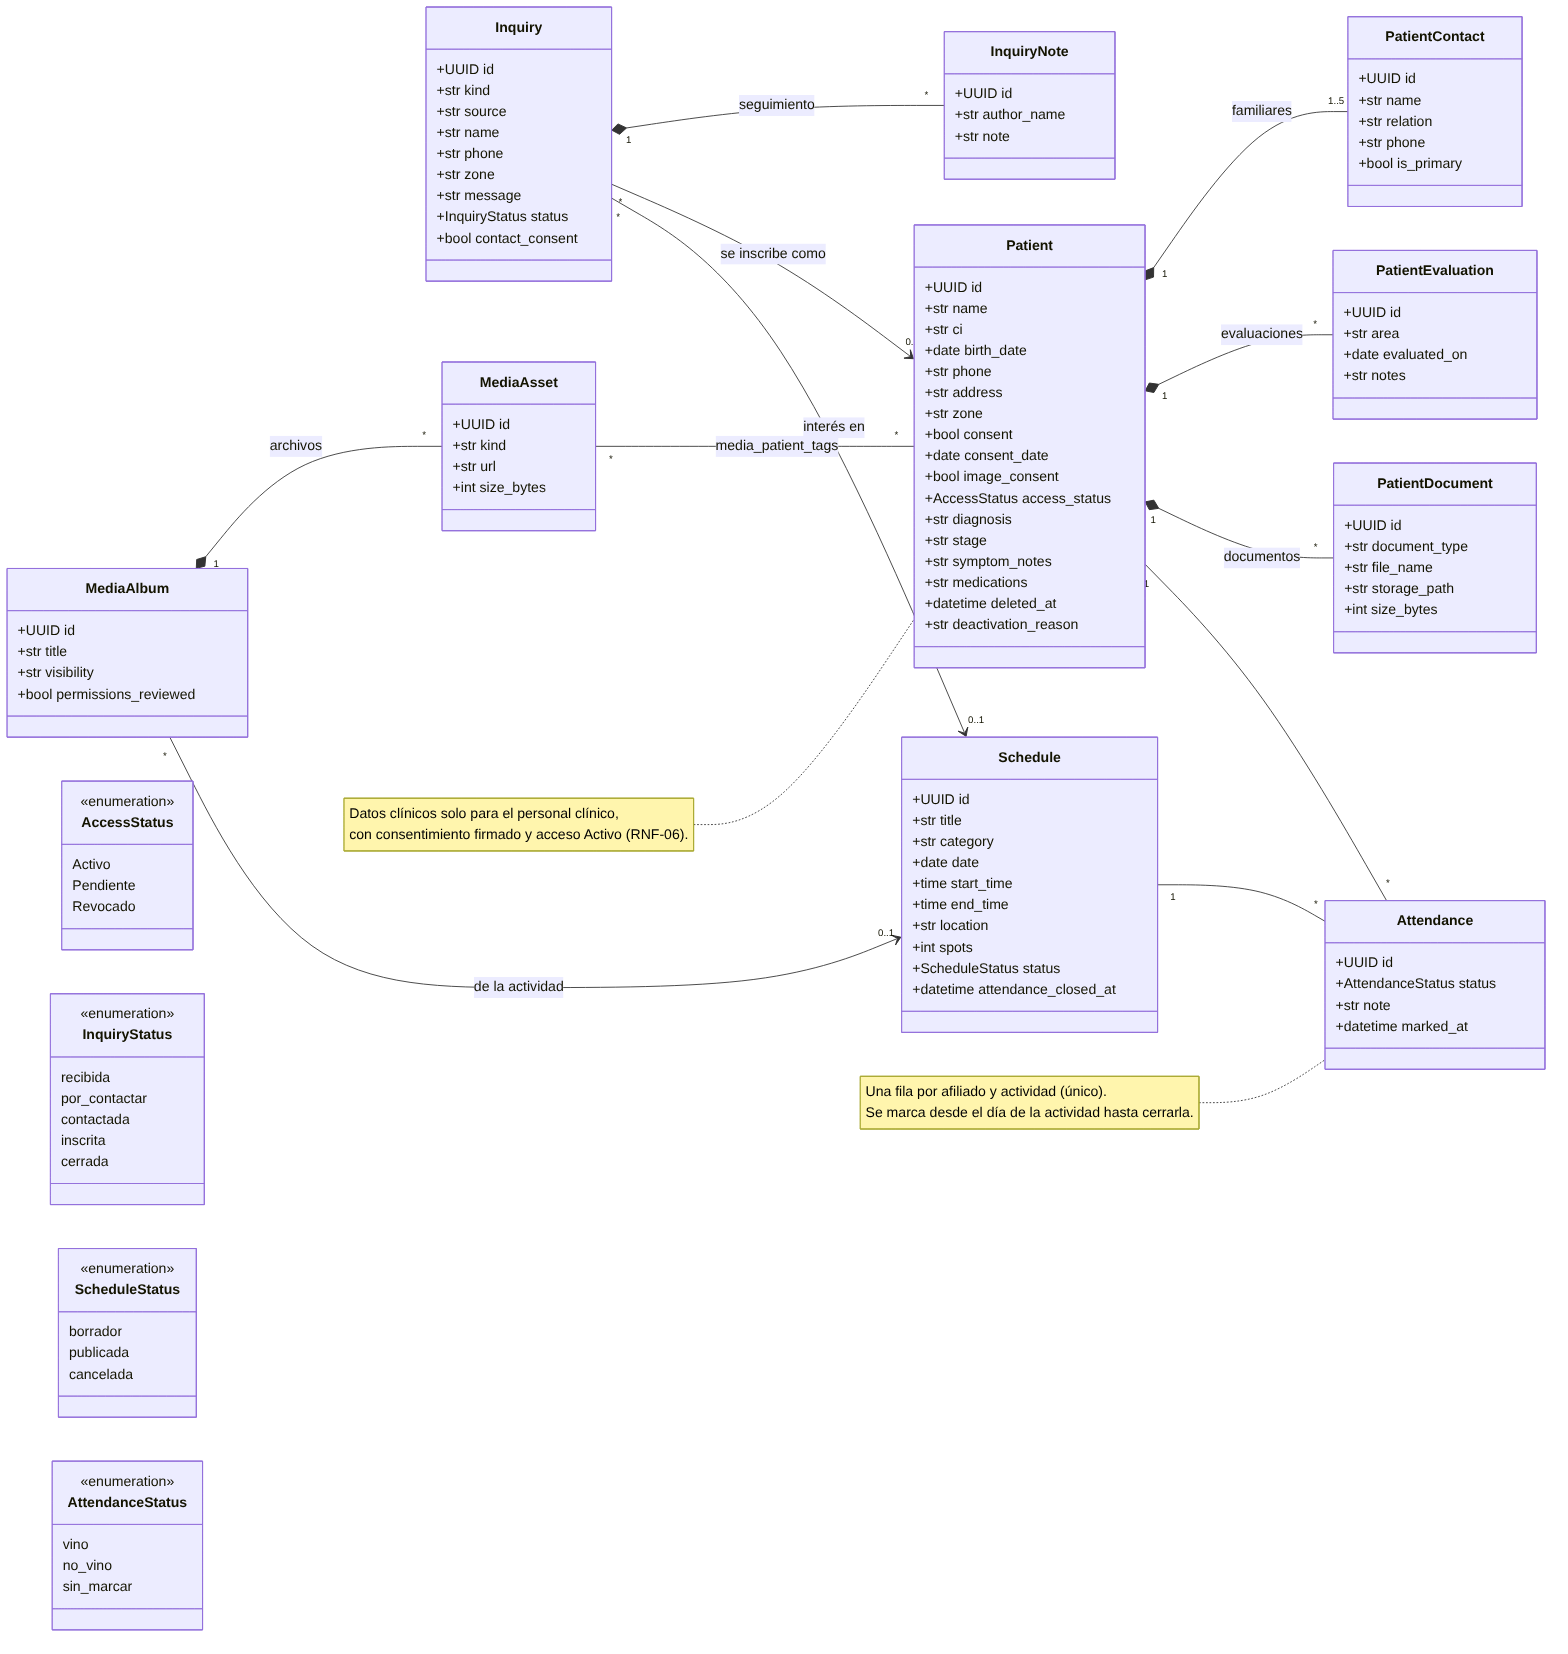 Inquiry
+UUID id
+str kind
+str source
+str name
+str phone
+str zone
+str message
+InquiryStatus status
+bool contact_consent
1
seguimiento
*
InquiryNote
+UUID id
+str author_name
+str note
PatientContact
+UUID id
+str name
+str relation
+str phone
+bool is_primary
familiares
1..5
1
*
*
se inscribe como
0..
interés en
0..1
Patient
+UUID id
+str name
+str ci
+date birth_date
+str phone
+str address
+str zone
+bool consent
+date consent_date
+bool image_consent
+AccessStatus access_status
+str diagnosis
+str stage
+str symptom_notes
+str medications
+datetime deleted_at
+str deactivation_reason
PatientEvaluation
+UUID id
+str area
+date evaluated_on
+str notes
evaluaciones
*
1
PatientDocument
+UUID id
+str document_type
+str file_name
+str storage_path
+int size_bytes
documentos
*
1
MediaAsset
+UUID id
+str kind
+str url
+int size_bytes
*
media_patient_tags
*
archivos
*
1
MediaAlbum
+UUID id
+str title
+str visibility
+bool permissions_reviewed
*
de la actividad
0..1
Datos clínicos solo para el personal clínico,
con consentimiento firmado y acceso Activo (RNF-06).
Schedule
+UUID id
+str title
+str category
+date date
+time start_time
+time end_time
+str location
+int spots
+ScheduleStatus status
+datetime attendance_closed_at
1
*
1
*
Attendance
+UUID id
+AttendanceStatus status
+str note
+datetime marked_at
Una fila por afiliado y actividad (único).
Se marca desde el día de la actividad hasta cerrarla.
«enumeration»
AccessStatus
Activo
Pendiente
Revocado
«enumeration»
InquiryStatus
recibida
por_contactar
contactada
inscrita
cerrada
«enumeration»
ScheduleStatus
borrador
publicada
cancelada
«enumeration»
AttendanceStatus
vino
no_vino
sin_marcar